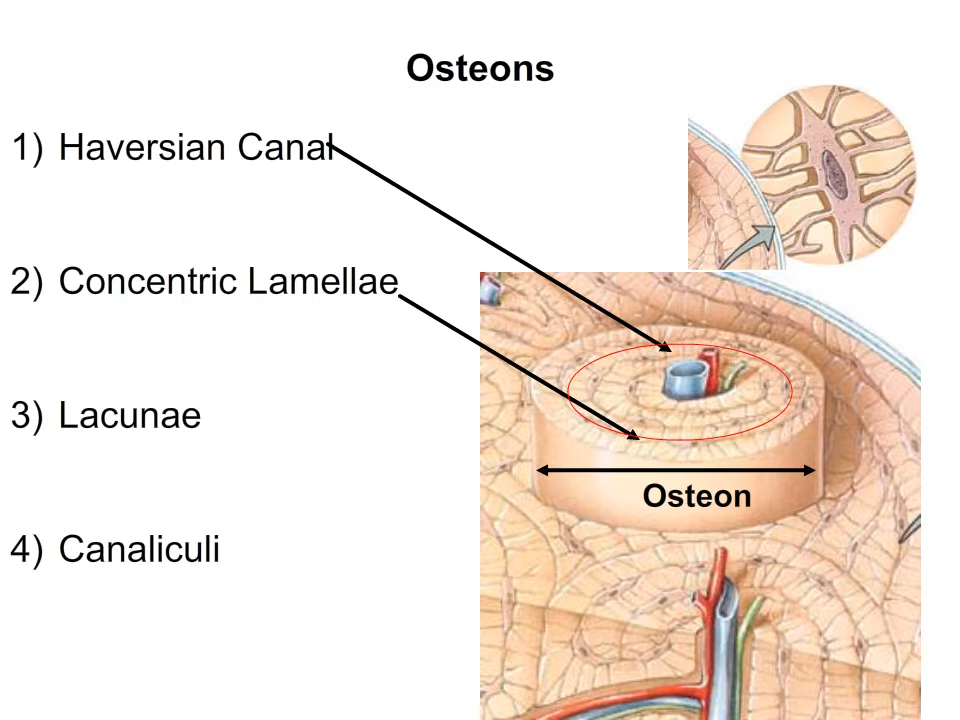 Osteons
1) Haversian Canal
2) Concentric Lamellae
3) Lacunae
4) Canaliculi
Osteon